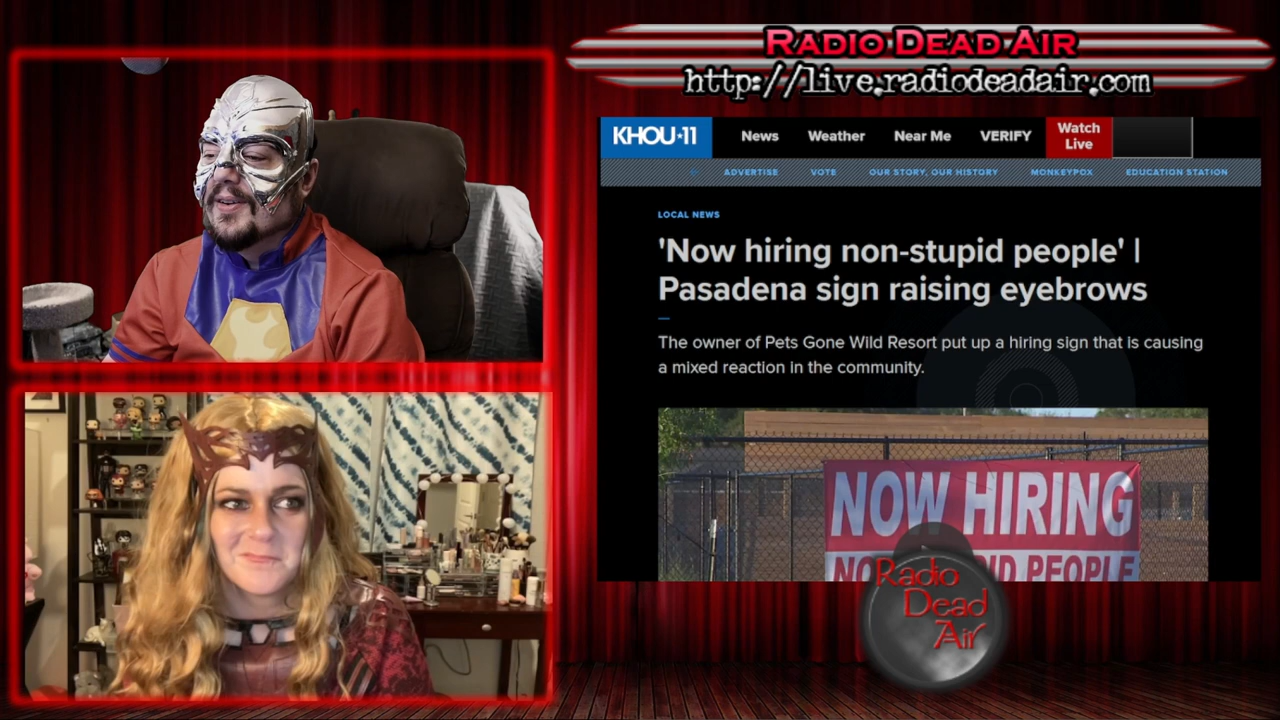 RADIO DEAD AIR
http://live.radiodeadair.com
KHOU•11 News Weather Near Me VERIFY Watch Live
ADVERTISE VOTE OUR STORY, OUR HISTORY MONKEYPOX EDUCATION STATION
LOCAL NEWS
'Now hiring non-stupid people' |
Pasadena sign raising eyebrows
The owner of Pets Gone Wild Resort put up a hiring sign that is causing
a mixed reaction in the community.
NOW HIRING
PEOPLE
Radio
Dead
Air